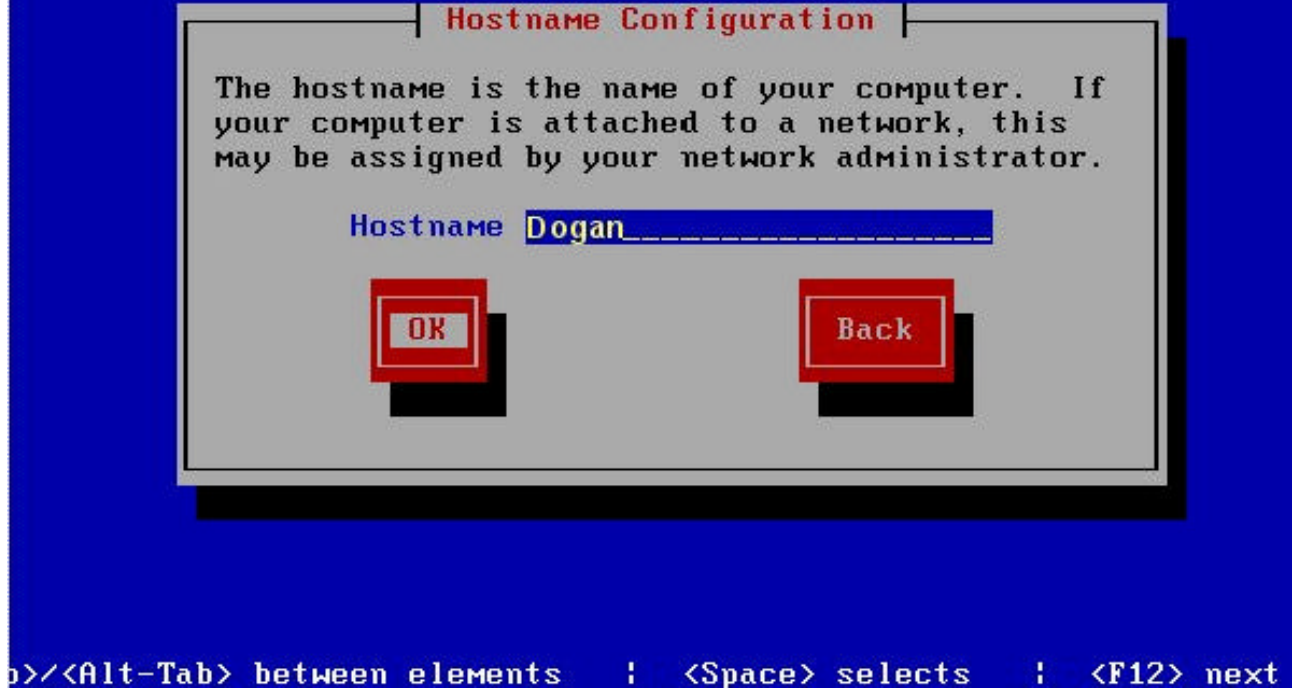 Hostname Configuration
The hostname is the name of your computer.  If
your computer is attached to a network, this
may be assigned by your network administrator.
Hostname Dogan___________________
OK Back
>/<Alt-Tab> between elements   ¦   <Space> selects   ¦   <F12> next